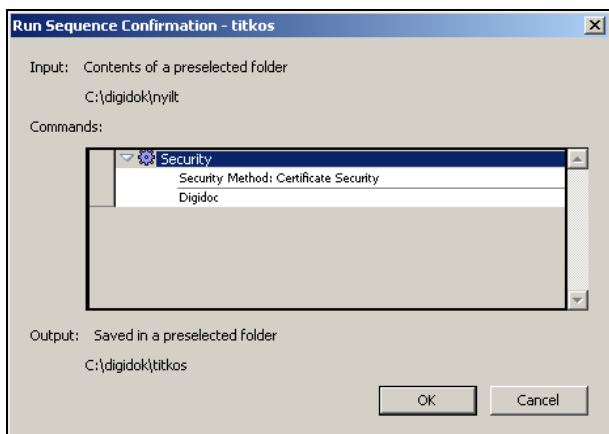 Run Sequence Confirmation - titkos
Input: Contents of a preselected folder
C:\digidok\nyilt
Commands:
Security
Security Method: Certificate Security
Digidoc
Output: Saved in a preselected folder
C:\digidok\titkos
OK Cancel